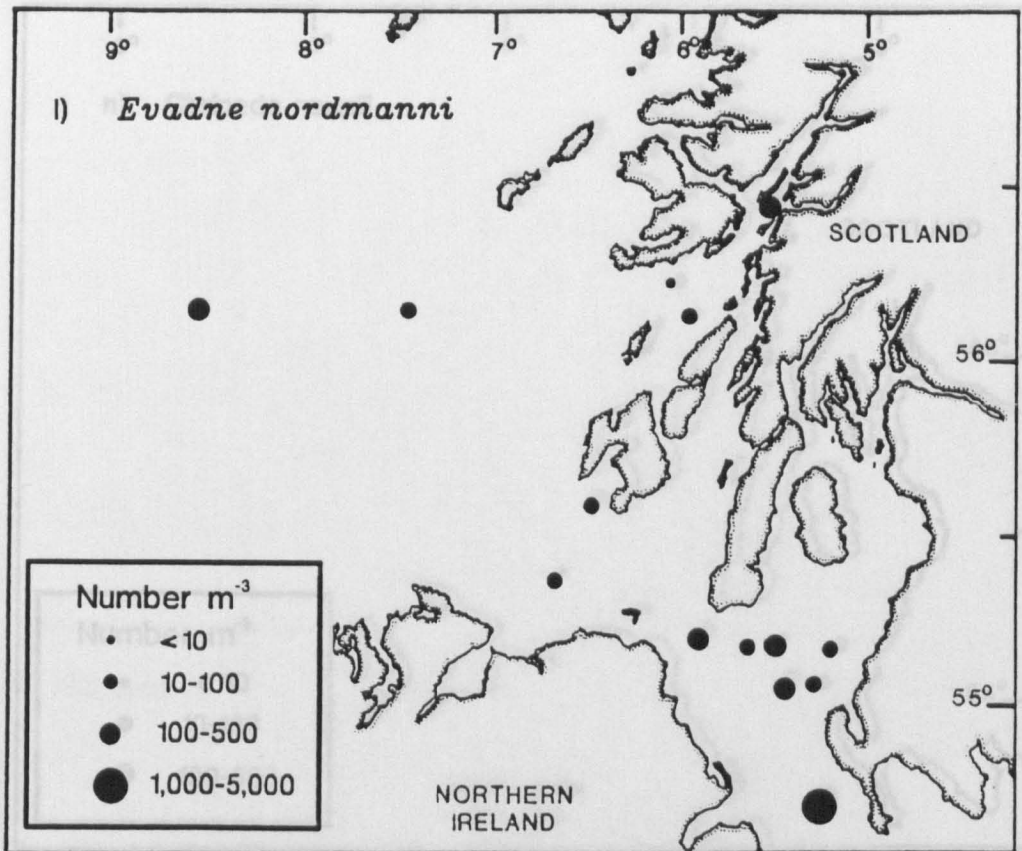 9° 8° 7° 6° 5°
l) Evadne nordmanni
SCOTLAND
56°
Number m⁻³
<10
10-100
100-500
1,000-5,000
55°
NORTHERN
IRELAND